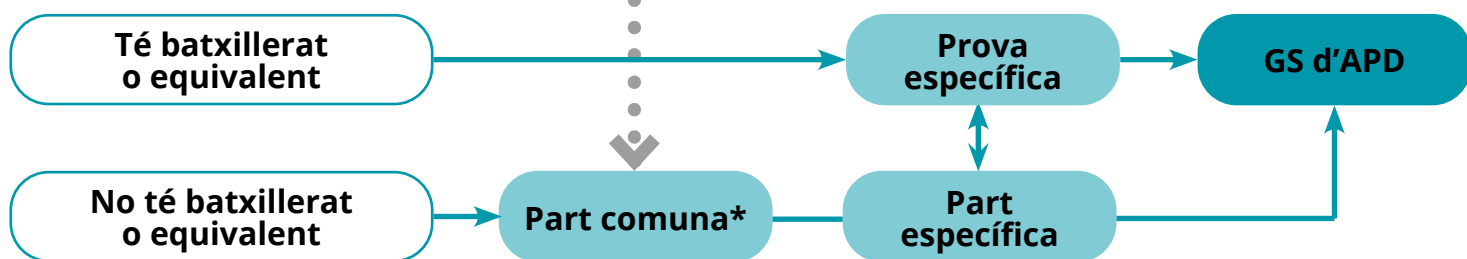 Té batxillerat
o equivalent
Prova
específica
GS d’APD
No té batxillerat
o equivalent
Part comuna*
Part
específica